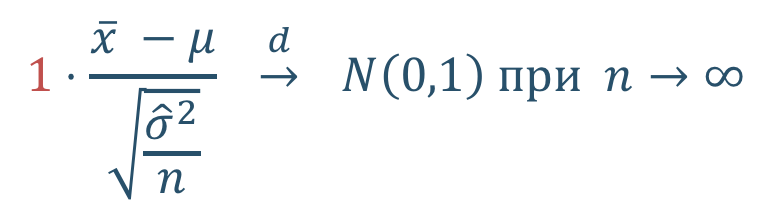 1 · (x̄ − μ) / √(σ̂² / n) →ᵈ N(0,1) при n → ∞